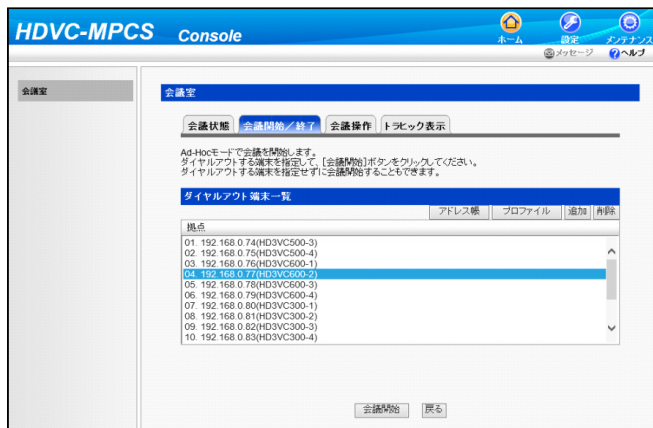 HDVC-MPCS Console
ホーム 設定 メンテナンス
メッセージ ?ヘルプ
会議室
会議室
会議状態 会議開始/終了 会議操作 トラヒック表示
Ad-Hocモードで会議を開始します。
ダイヤルアウトする端末を指定して、[会議開始]ボタンをクリックしてください。
ダイヤルアウトする端末を指定せずに会議開始することもできます。
ダイヤルアウト端末一覧
アドレス帳 プロファイル 追加 削除
拠点
01. 192.168.0.74(HD3VC500-3)
02. 192.168.0.75(HD3VC500-4)
03. 192.168.0.76(HD3VC600-1)
04. 192.168.0.77(HD3VC600-2)
05. 192.168.0.78(HD3VC600-3)
06. 192.168.0.79(HD3VC600-4)
07. 192.168.0.80(HD3VC300-1)
08. 192.168.0.81(HD3VC300-2)
09. 192.168.0.82(HD3VC300-3)
10. 192.168.0.83(HD3VC300-4)
会議開始 戻る